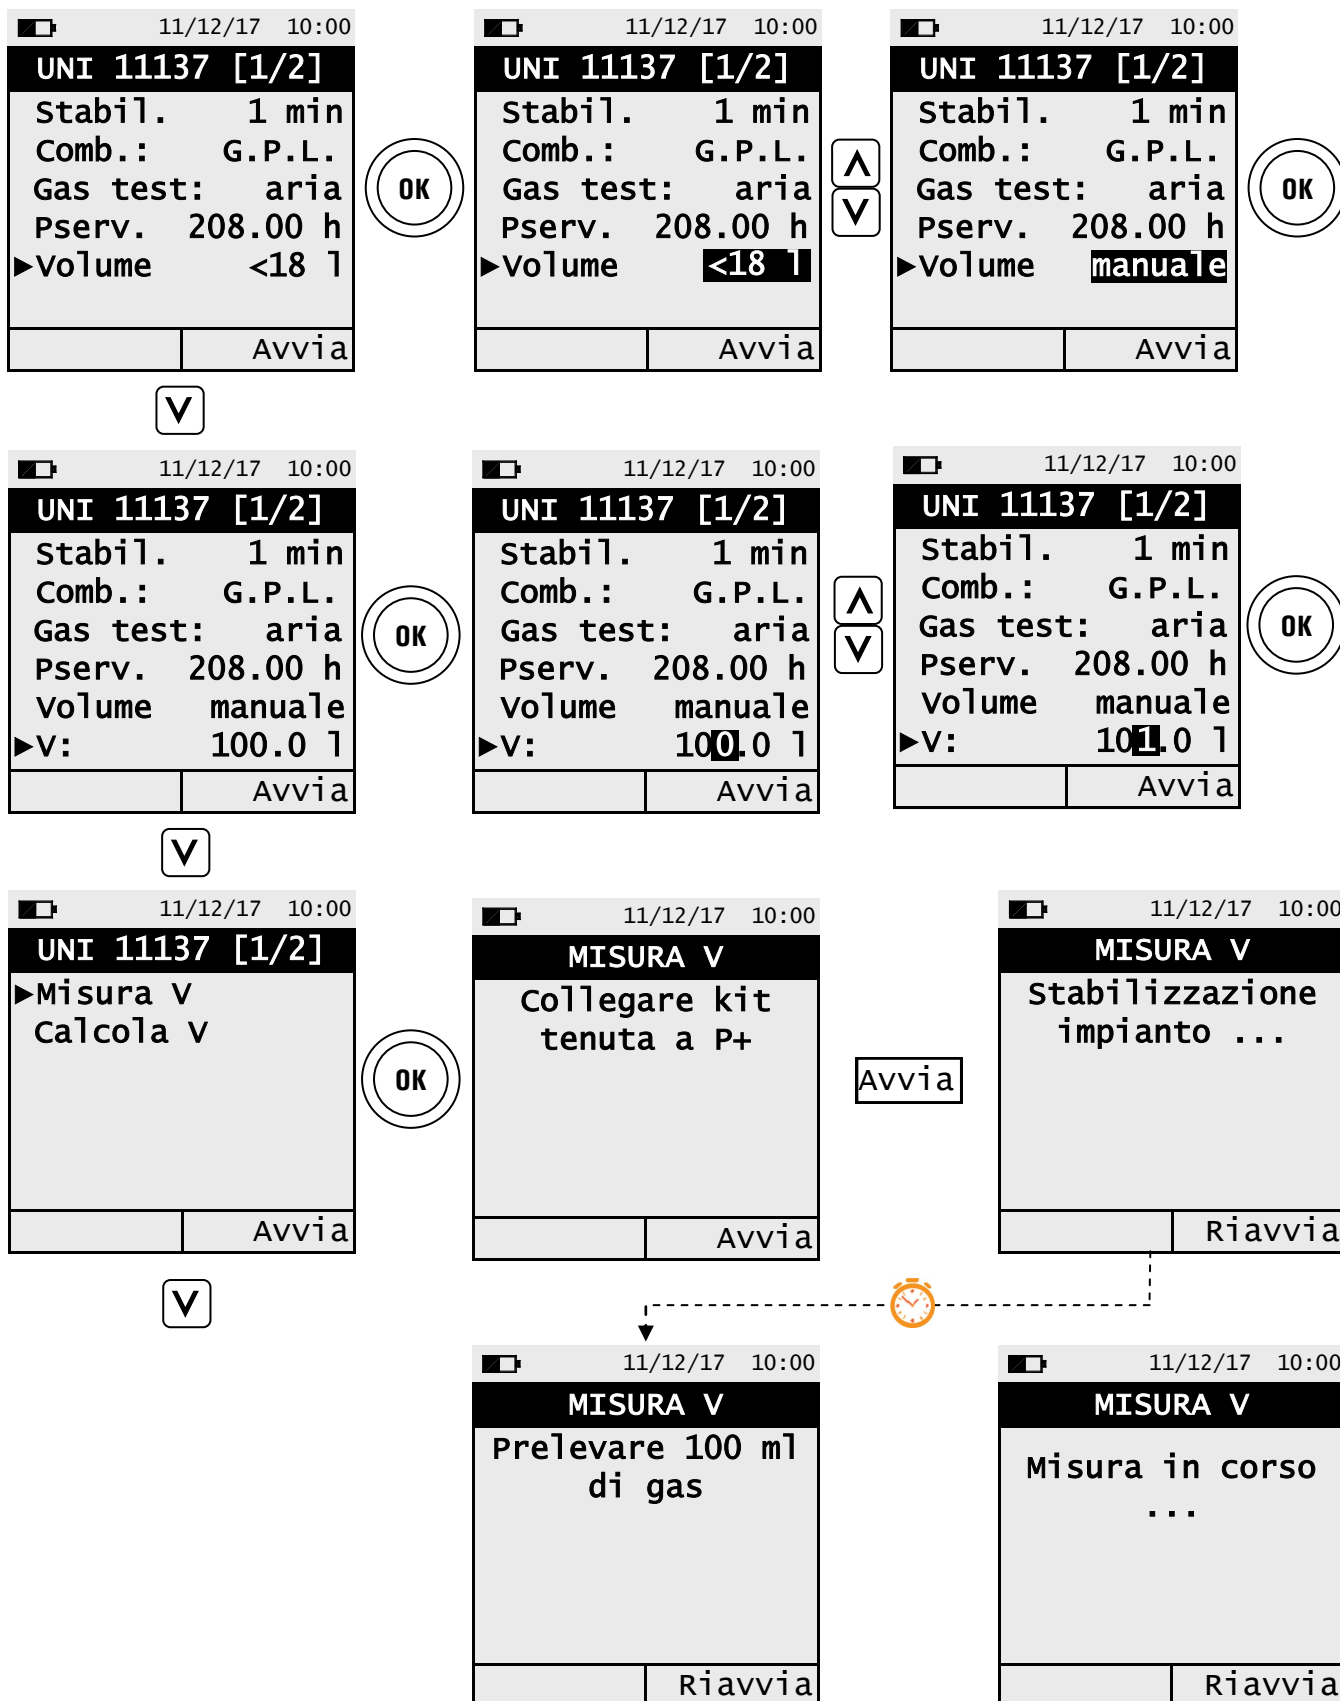 11/12/17 10:00
UNI 11137 [1/2]
Stabil. 1 min
Comb.: G.P.L.
Gas test: aria
Pserv. 208.00 h
►Volume <18 l
Avvia
OK
11/12/17 10:00
UNI 11137 [1/2]
Stabil. 1 min
Comb.: G.P.L.
Gas test: aria
Pserv. 208.00 h
►Volume <18 l
Avvia
11/12/17 10:00
UNI 11137 [1/2]
Stabil. 1 min
Comb.: G.P.L.
Gas test: aria
Pserv. 208.00 h
►Volume manuale
Avvia
OK
11/12/17 10:00
UNI 11137 [1/2]
Stabil. 1 min
Comb.: G.P.L.
Gas test: aria
Pserv. 208.00 h
Volume manuale
►V: 100.0 l
Avvia
OK
11/12/17 10:00
UNI 11137 [1/2]
Stabil. 1 min
Comb.: G.P.L.
Gas test: aria
Pserv. 208.00 h
Volume manuale
►V: 100.0 l
Avvia
11/12/17 10:00
UNI 11137 [1/2]
Stabil. 1 min
Comb.: G.P.L.
Gas test: aria
Pserv. 208.00 h
Volume manuale
►V: 101.0 l
Avvia
OK
11/12/17 10:00
UNI 11137 [1/2]
►Misura V
Calcola V
Avvia
OK
11/12/17 10:00
MISURA V
Collegare kit
tenuta a P+
Avvia
Avvia
11/12/17 10:00
MISURA V
Stabilizzazione
impianto ...
Riavvia
11/12/17 10:00
MISURA V
Prelevare 100 ml
di gas
Riavvia
11/12/17 10:00
MISURA V
Misura in corso
...
Riavvia